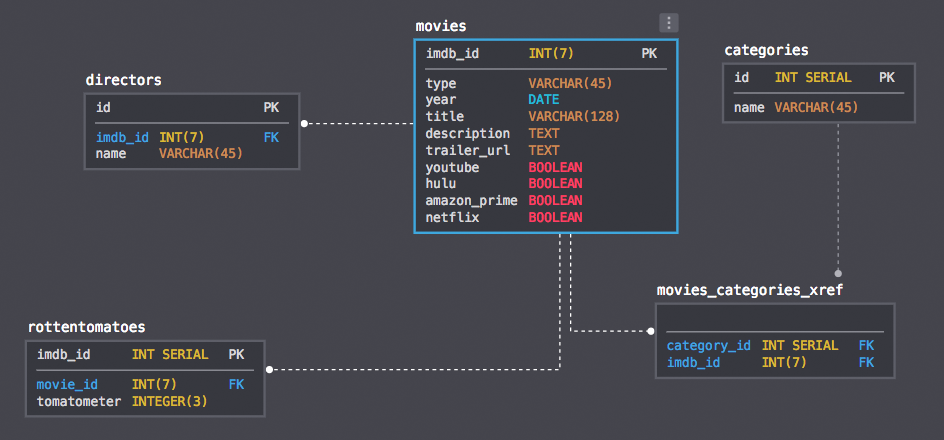 movies
imdb_id INT(7) PK
type VARCHAR(45)
year DATE
title VARCHAR(128)
description TEXT
trailer_url TEXT
youtube BOOLEAN
hulu BOOLEAN
amazon_prime BOOLEAN
netflix BOOLEAN
categories
id INT SERIAL PK
name VARCHAR(45)
directors
id PK
imdb_id INT(7) FK
name VARCHAR(45)
movies_categories_xref
category_id INT SERIAL FK
imdb_id INT(7) FK
rottentomatoes
imdb_id INT SERIAL PK
movie_id INT(7) FK
tomatometer INTEGER(3)